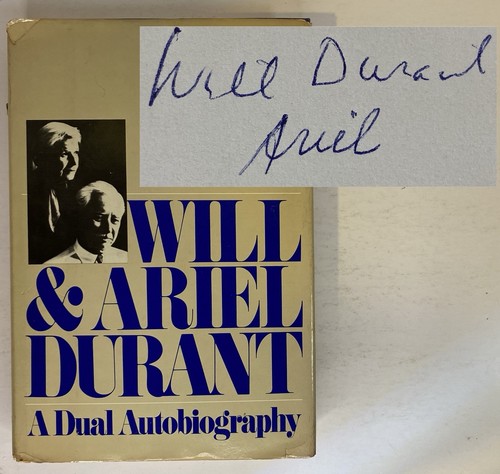 Will Durant
Ariel
WILL
& ARIEL
DURANT
A Dual Autobiography